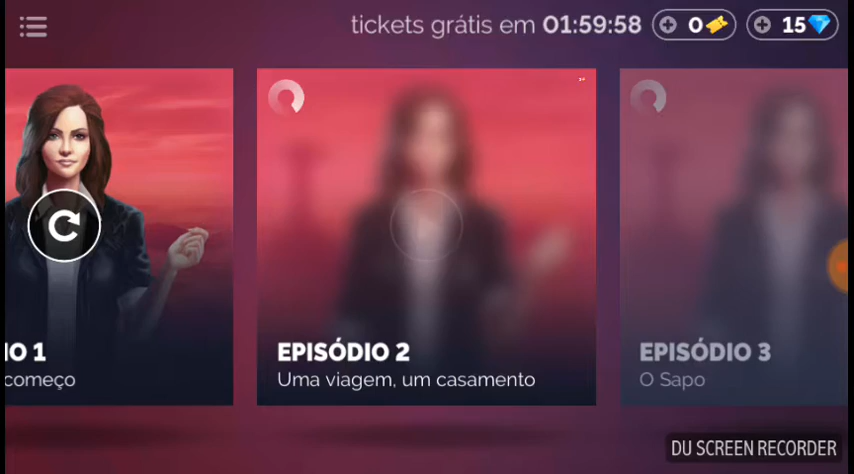 tickets grátis em 01:59:58
0
15
IO 1
começo
EPISÓDIO 2
Uma viagem, um casamento
EPISÓDIO 3
O Sapo
DU SCREEN RECORDER